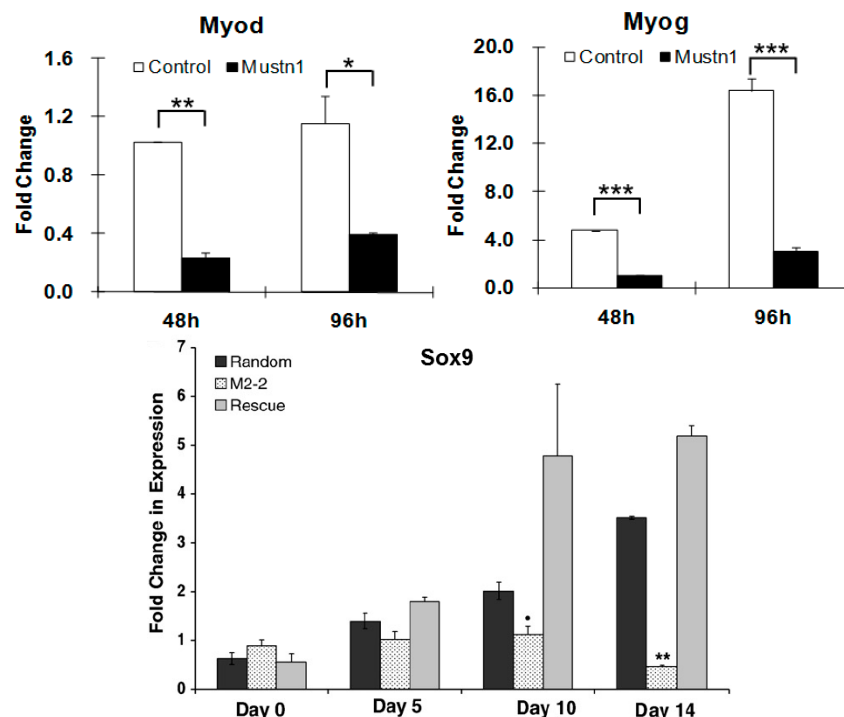 Myod
Fold Change
1.6
1.2
0.8
0.4
0.0
Control Mustn1
**
*
48h 96h
Myog
Fold Change
20.0
16.0
12.0
8.0
4.0
0.0
Control Mustn1
***
***
48h 96h
Sox9
Fold Change in Expression
7
6
5
4
3
2
1
0
Random
M2-2
Rescue
•
**
Day 0 Day 5 Day 10 Day 14